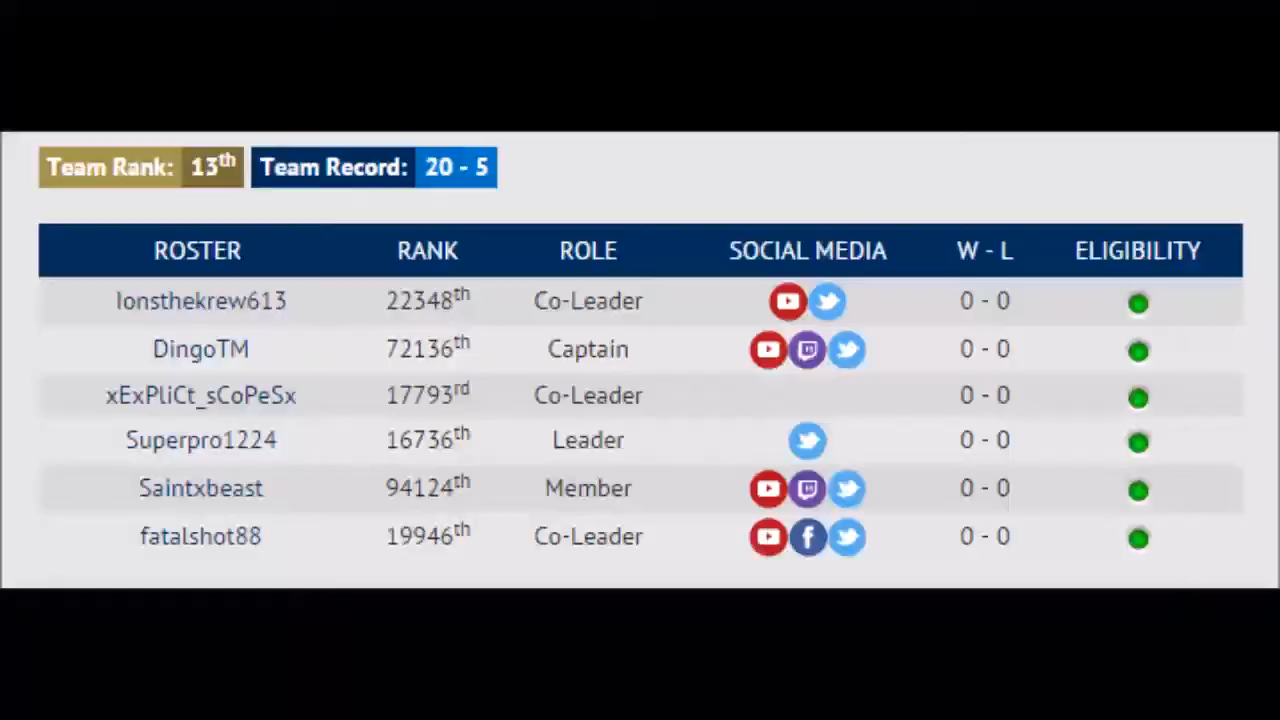 Team Rank: 13th Team Record: 20 - 5
ROSTER RANK ROLE SOCIAL MEDIA W - L ELIGIBILITY
Ionsthekrew613 22348th Co-Leader 0 - 0
DingoTM 72136th Captain 0 - 0
xExPliCt_sCoPeSx 17793rd Co-Leader 0 - 0
Superpro1224 16736th Leader 0 - 0
Saintxbeast 94124th Member 0 - 0
fatalshot88 19946th Co-Leader 0 - 0